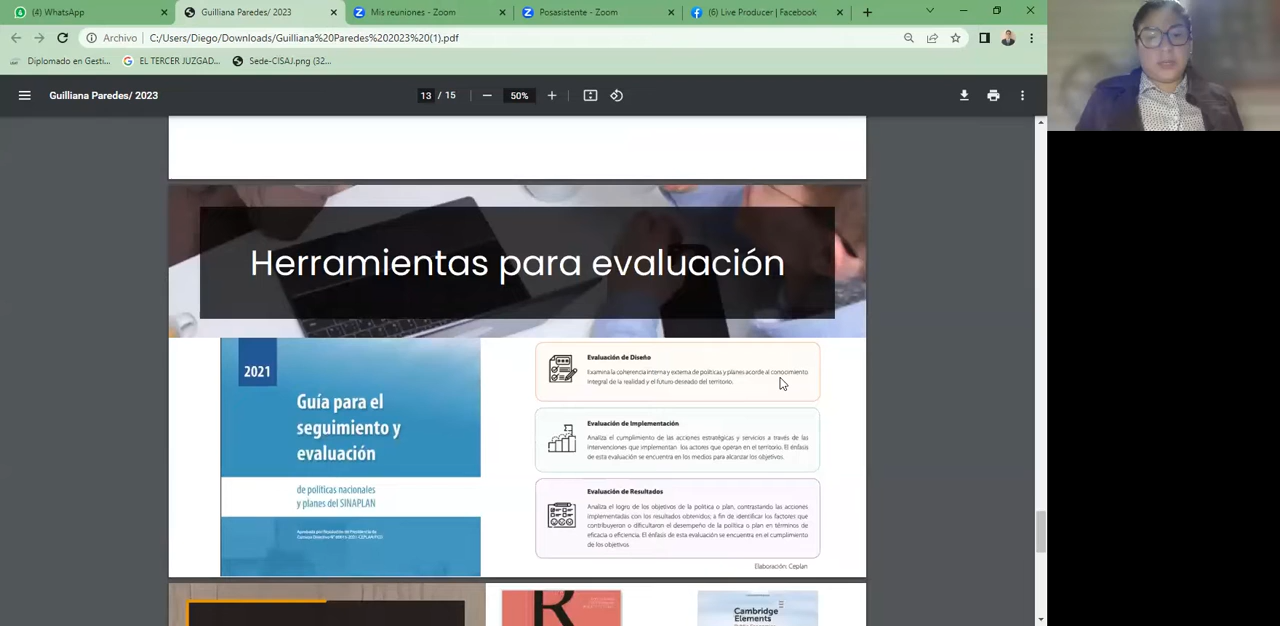 (4) WhatsApp
Guilliana Paredes/ 2023
Mis reuniones - Zoom
Posasistente - Zoom
(6) Live Producer | Facebook
Archivo
C:/Users/Diego/Downloads/Guilliana%20Paredes%202023%20(1).pdf
Diplomado en Gesti...
EL TERCER JUZGAD...
Sede-CISAJ.png (32...
Guilliana Paredes/ 2023
13 / 15
50%
Herramientas para evaluación
2021
Guía para el
seguimiento y
evaluación
de políticas nacionales
y planes del SINAPLAN
Evaluación de Diseño
Examina la coherencia interna y externa de políticas y planes acorde al conocimiento
integral de la realidad y el futuro deseado del territorio.
Evaluación de Implementación
Analiza el cumplimiento de las acciones estratégicas y servicios a través de las
intervenciones que implementan los actores que operan en el territorio. El énfasis
de esta evaluación se encuentra en los medios para alcanzar los objetivos.
Evaluación de Resultados
Analiza el logro de los objetivos de la política o plan, contrastando las acciones
implementadas con los resultados obtenidos; a fin de identificar los factores que
contribuyeron o dificultaron el desempeño de la política o plan en términos de
eficacia o eficiencia. El énfasis de esta evaluación se encuentra en el cumplimiento
de los objetivos.
Elaboración: Ceplan
R
Cambridge
Elements